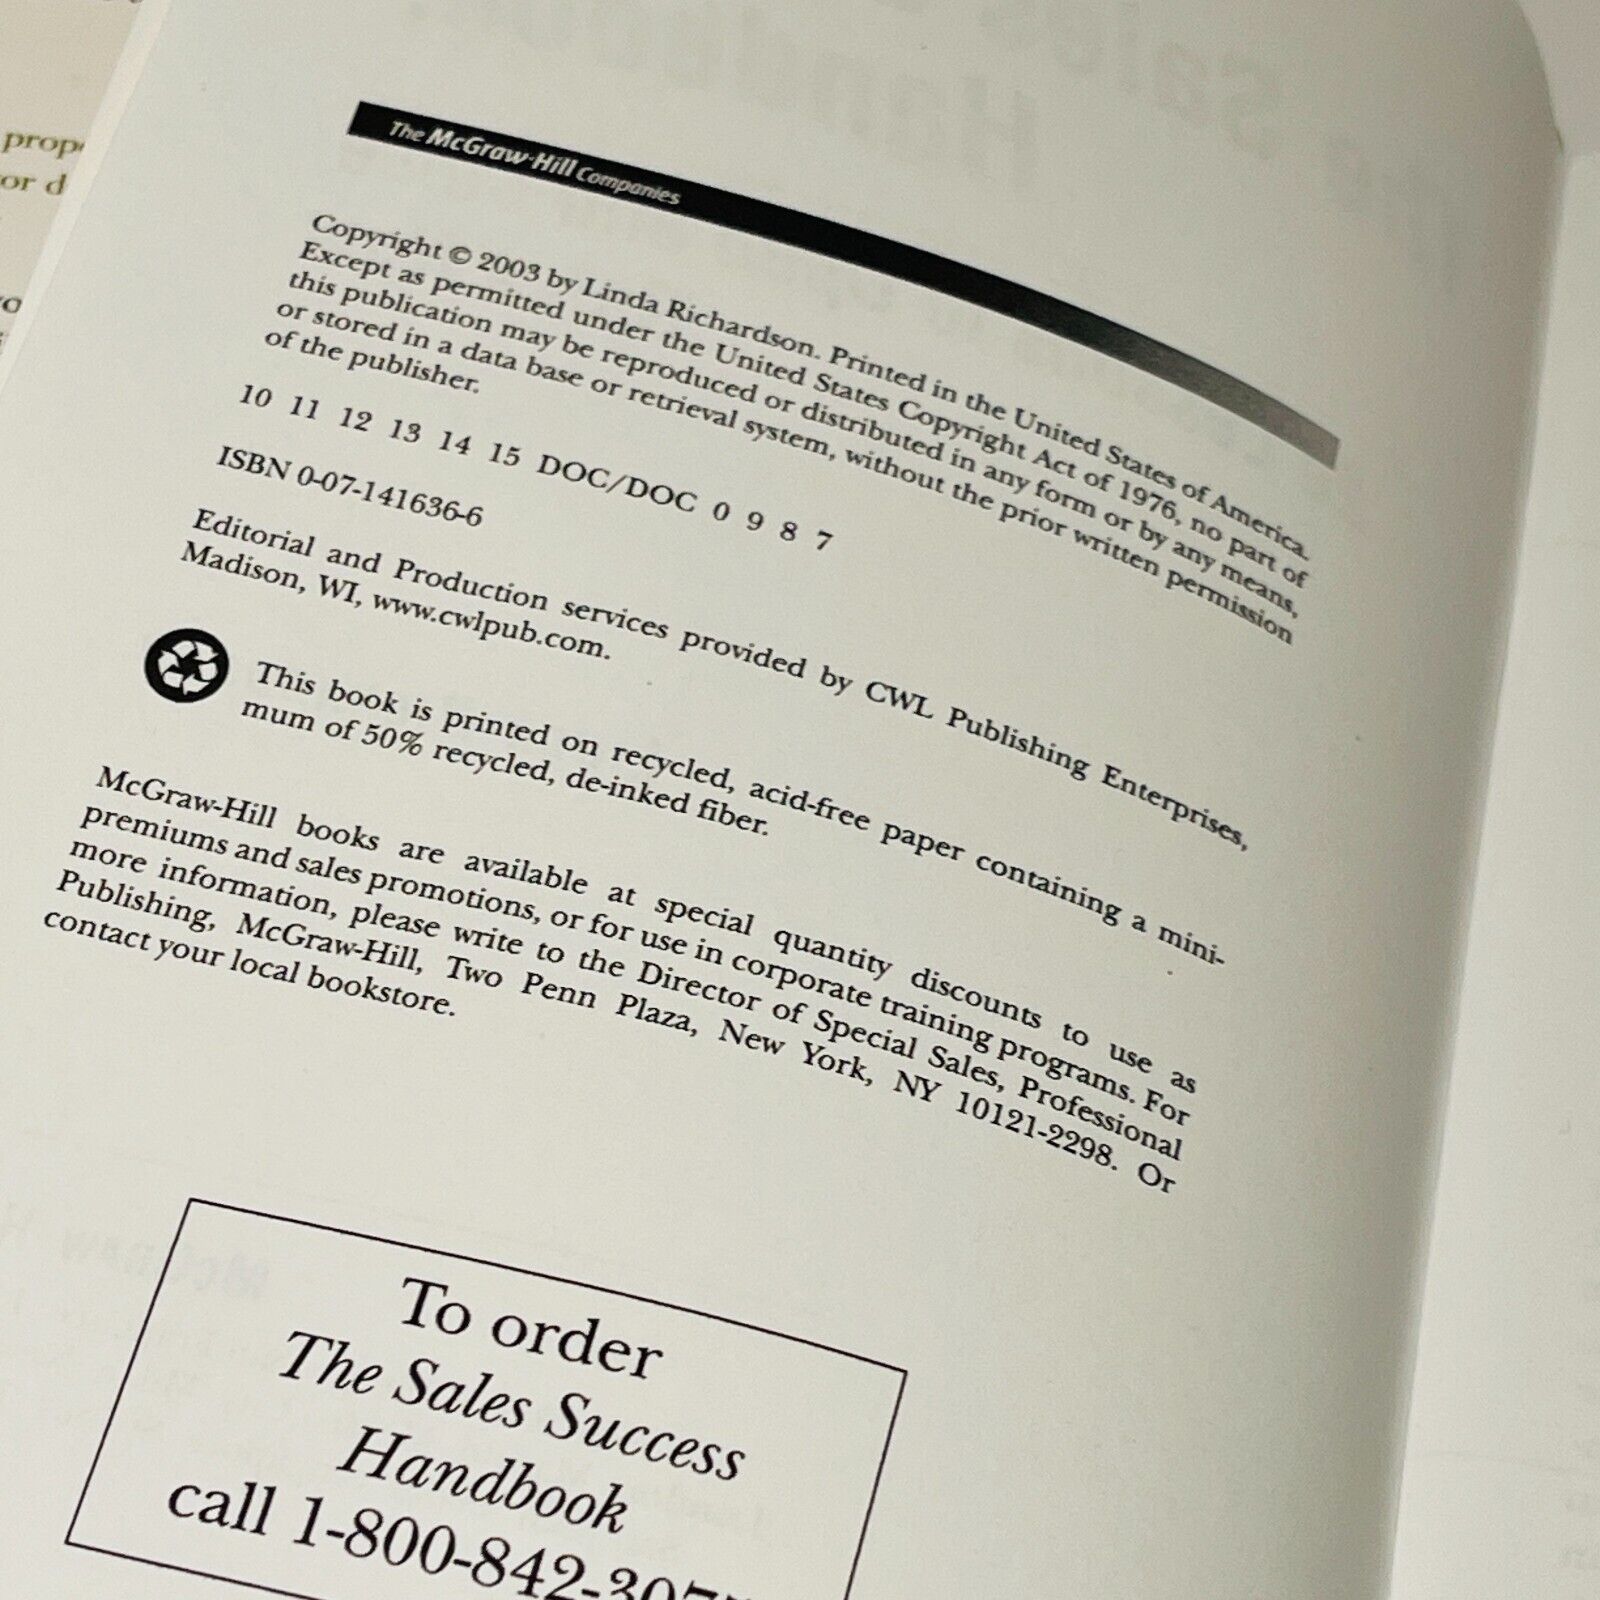 The McGraw-Hill Companies
Copyright © 2003 by Linda Richardson. Printed in the United States of America.
Except as permitted under the United States Copyright Act of 1976, no part of
this publication may be reproduced or distributed in any form or by any means,
or stored in a data base or retrieval system, without the prior written permission
of the publisher.
10 11 12 13 14 15 DOC/DOC 0 9 8 7
ISBN 0-07-141636-6
Editorial and Production services provided by CWL Publishing Enterprises,
Madison, WI, www.cwlpub.com.
This book is printed on recycled, acid-free paper containing a mini-
mum of 50% recycled, de-inked fiber.
McGraw-Hill books are available at special quantity discounts to use as
premiums and sales promotions, or for use in corporate training programs. For
more information, please write to the Director of Special Sales, Professional
Publishing, McGraw-Hill, Two Penn Plaza, New York, NY 10121-2298. Or
contact your local bookstore.
To order
The Sales Success
Handbook
call 1-800-842-307